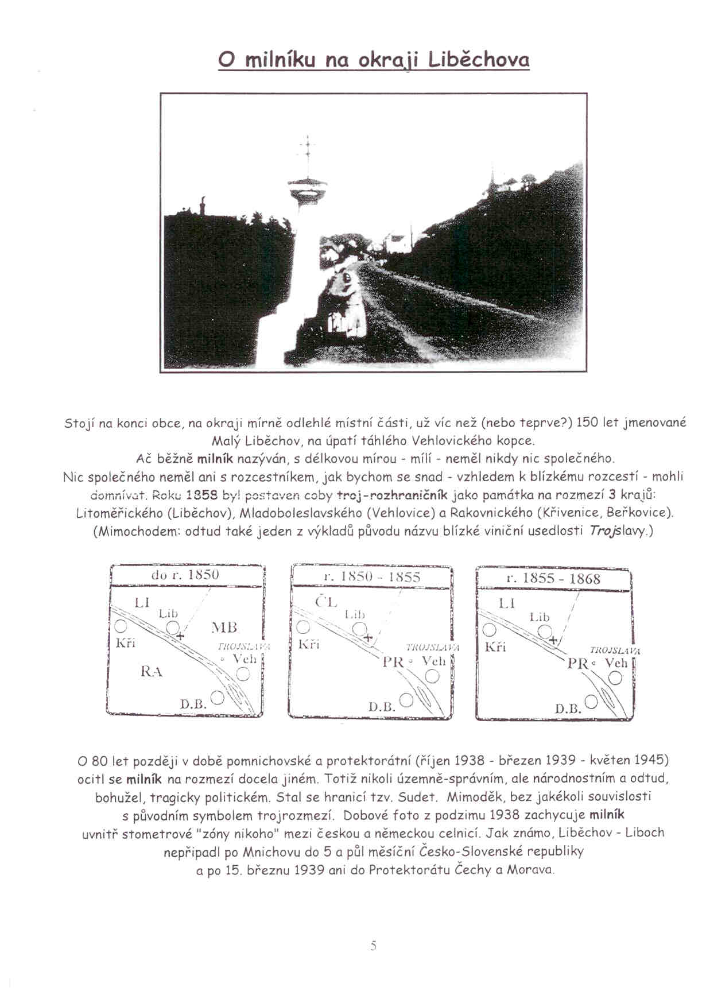 O milníku na okraji Liběchova
Stojí na konci obce, na okraji mírně odlehlé místní části, už víc než (nebo teprve?) 150 let jmenované
Malý Liběchov, na úpatí táhlého Vehlovického kopce.
Ač běžně milník nazýván, s délkovou mírou - mílí - neměl nikdy nic společného.
Nic společného neměl ani s rozcestníkem, jak bychom se snad - vzhledem k blízkému rozcestí - mohli
domnívat. Roku 1858 byl postaven coby troj-rozhraničník jako památka na rozmezí 3 krajů:
Litoměřického (Liběchov), Mladoboleslavského (Vehlovice) a Rakovnického (Křivenice, Beřkovice).
(Mimochodem: odtud také jeden z výkladů původu názvu blízké viniční usedlosti Trojslavy.)
do r. 1850
LI
Lib
MB
Kři
TROJSLAVA
Veh
RA
D.B.
r. 1850 - 1855
ČL
Lib
Kři
TROJSLAVA
PR Veh
D.B.
r. 1855 - 1868
LI
Lib
Kři
TROJSLAVA
PR Veh
D.B.
O 80 let později v době pomnichovské a protektorátní (říjen 1938 - březen 1939 - květen 1945)
ocitl se milník na rozmezí docela jiném. Totiž nikoli územně-správním, ale národnostním a odtud,
bohužel, tragicky politickém. Stal se hranicí tzv. Sudet. Mimoděk, bez jakékoli souvislosti
s původním symbolem trojrozmezí. Dobové foto z podzimu 1938 zachycuje milník
uvnitř stometrové "zóny nikoho" mezi českou a německou celnicí. Jak známo, Liběchov - Liboch
nepřipadl po Mnichovu do 5 a půl měsíční Česko-Slovenské republiky
a po 15. březnu 1939 ani do Protektorátu Čechy a Morava.
5